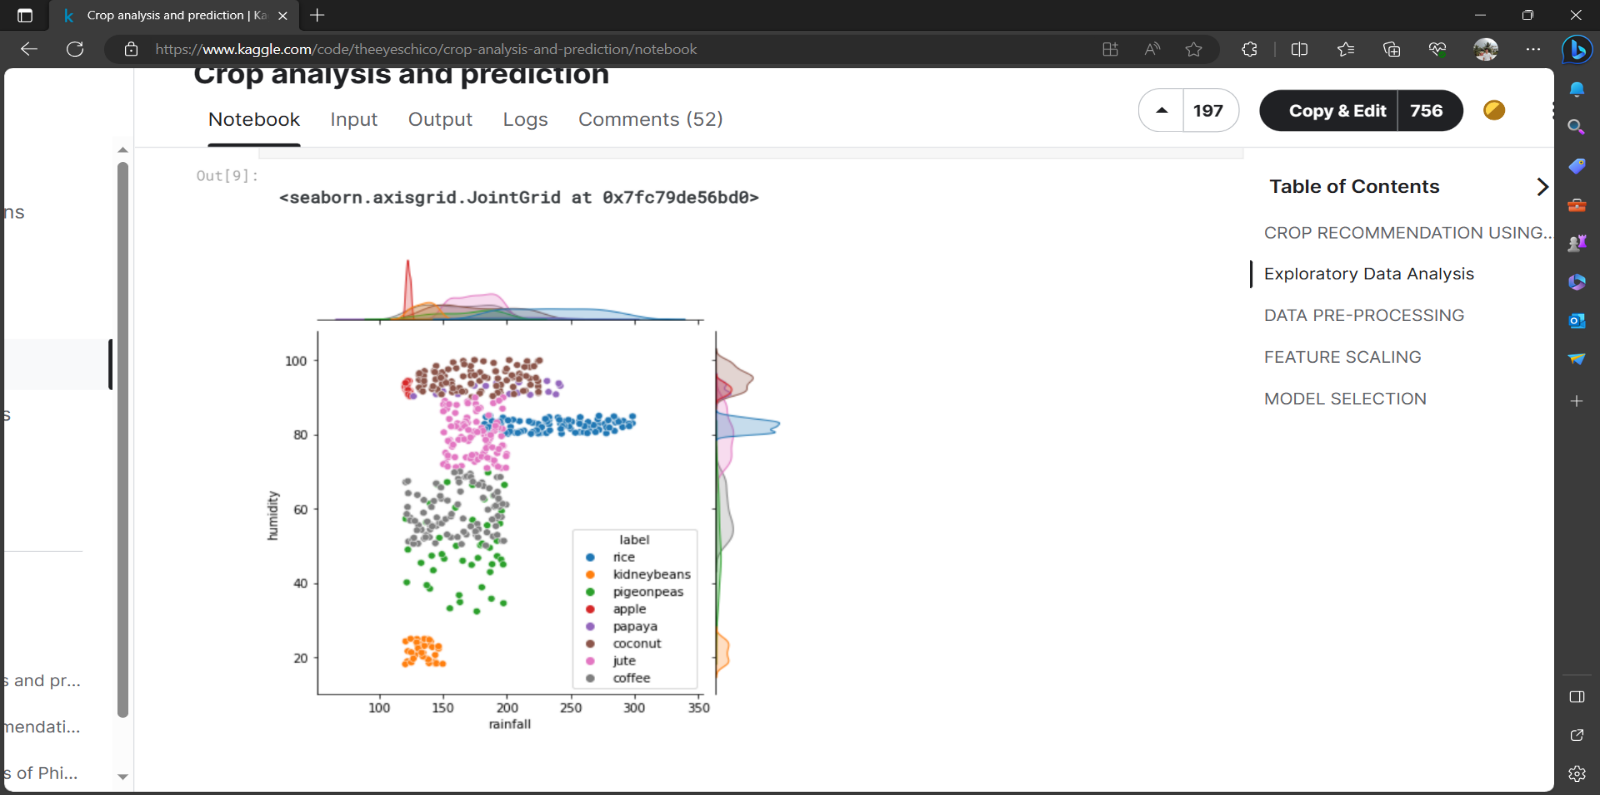 Crop analysis and prediction | Ka
https://www.kaggle.com/code/theeyeschico/crop-analysis-and-prediction/notebook
Crop analysis and prediction
Notebook Input Output Logs Comments (52)
197
Copy & Edit 756
ns
s
s and pr...
mendati...
s of Phi...
Out[9]:
<seaborn.axisgrid.JointGrid at 0x7fc79de56bd0>
100
80
60
40
20
humidity
label
rice
kidneybeans
pigeonpeas
apple
papaya
coconut
jute
coffee
100 150 200 250 300 350
rainfall
Table of Contents
CROP RECOMMENDATION USING...
Exploratory Data Analysis
DATA PRE-PROCESSING
FEATURE SCALING
MODEL SELECTION